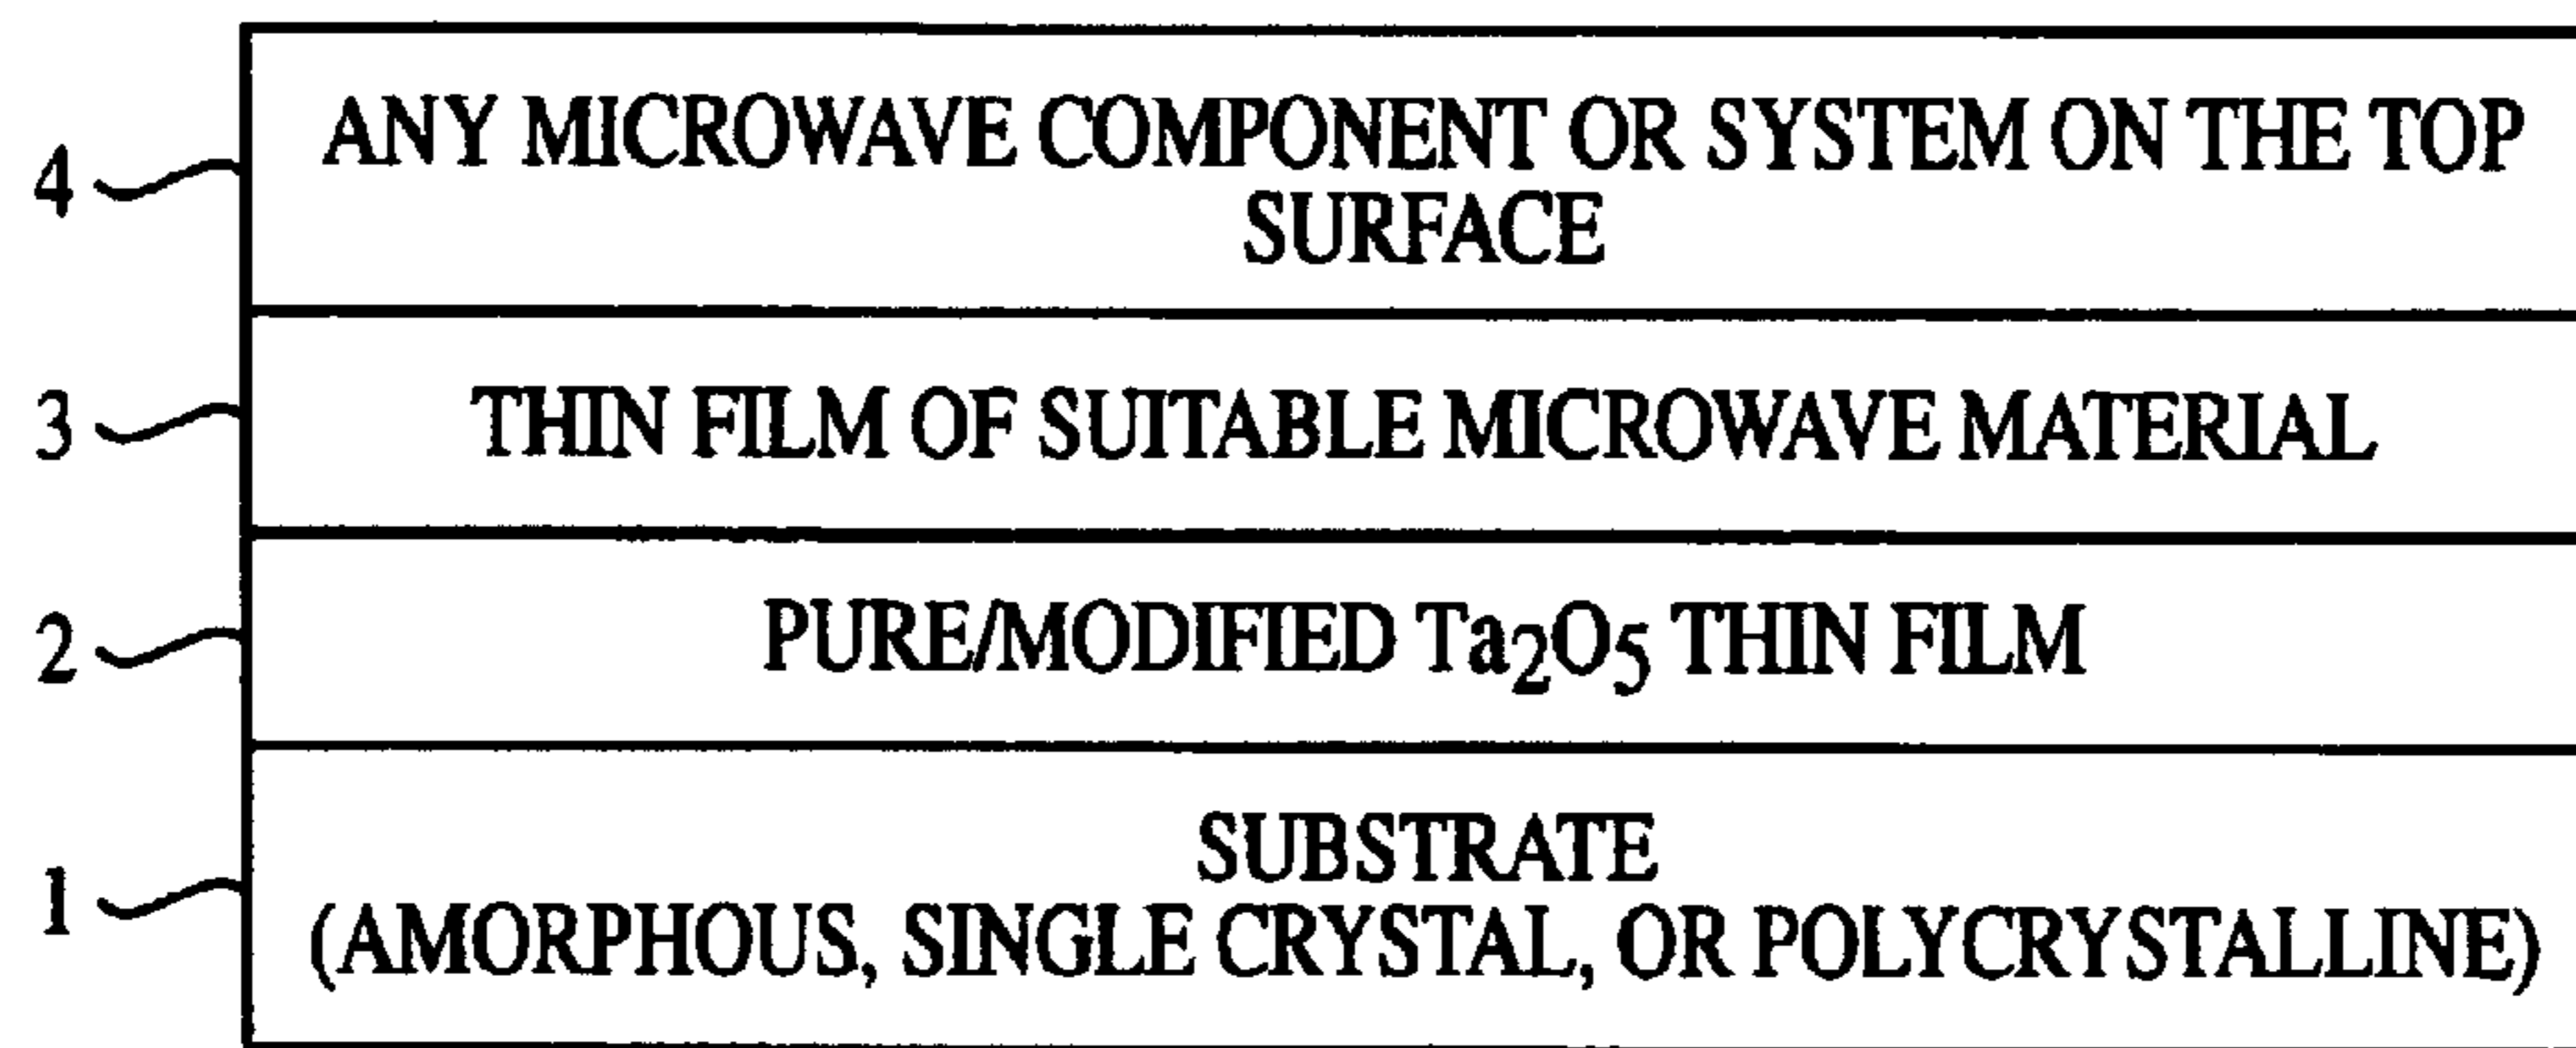 4 ANY MICROWAVE COMPONENT OR SYSTEM ON THE TOP
SURFACE
3 THIN FILM OF SUITABLE MICROWAVE MATERIAL
2 PURE/MODIFIED Ta₂O₅ THIN FILM
SUBSTRATE
1 (AMORPHOUS, SINGLE CRYSTAL, OR POLYCRYSTALLINE)